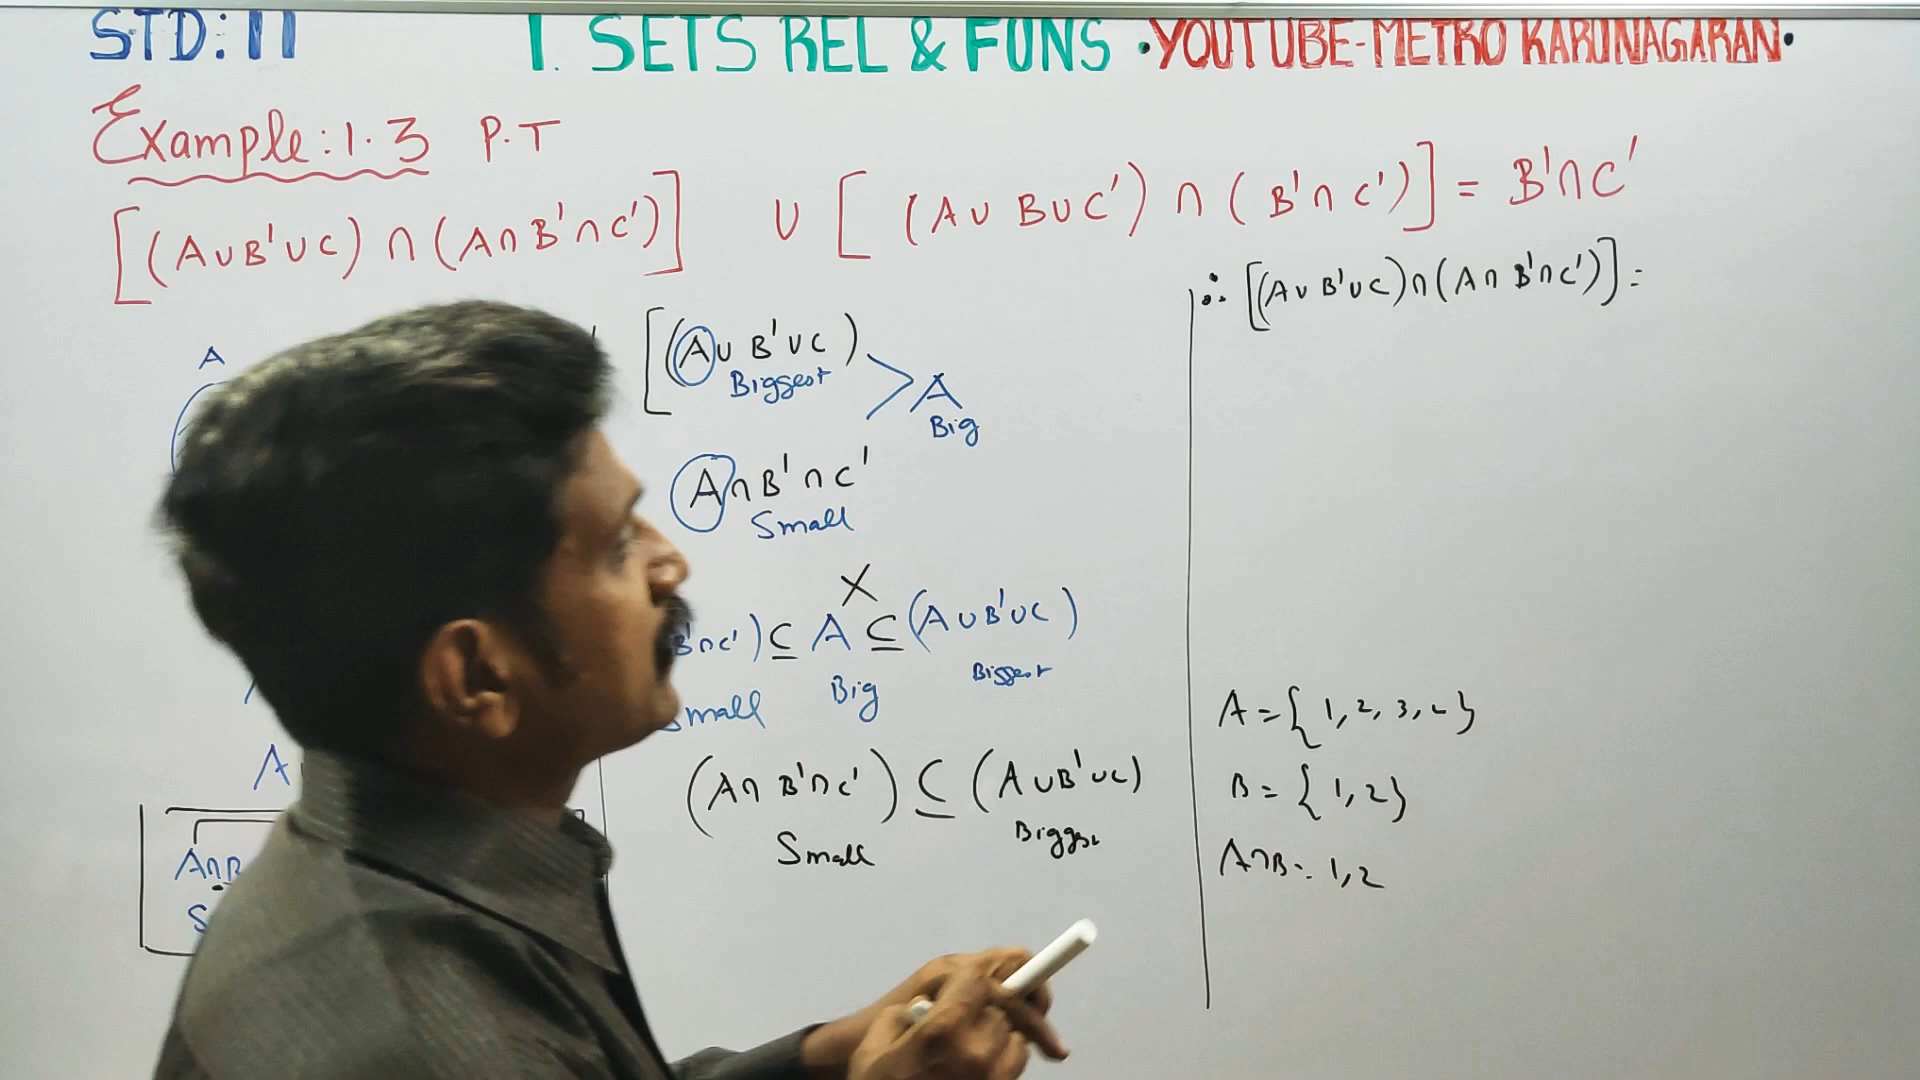 STD: 11 1. SETS REL & FUNS •YOUTUBE-METRO KARUNAGARAN•
Example: 1.3 P.T
[(A∪B'∪C) ∩ (A∩B'∩C')] ∪ [(A∪B∪C') ∩ (B'∩C')] = B'∩C'
A
[(A∪B'∪C)
Biggest
A
Big
A∩B'∩C'
Small
X
B'∩C') ⊆ A ⊆ (A∪B'∪C)
Small Big Biggest
A
(A∩B'∩C') ⊆ (A∪B'∪C)
Small
A∩B
S
∴ [(A∪B'∪C)∩(A∩B'∩C')] =
A = {1, 2, 3, 4}
B = {1, 2}
A∩B = 1, 2